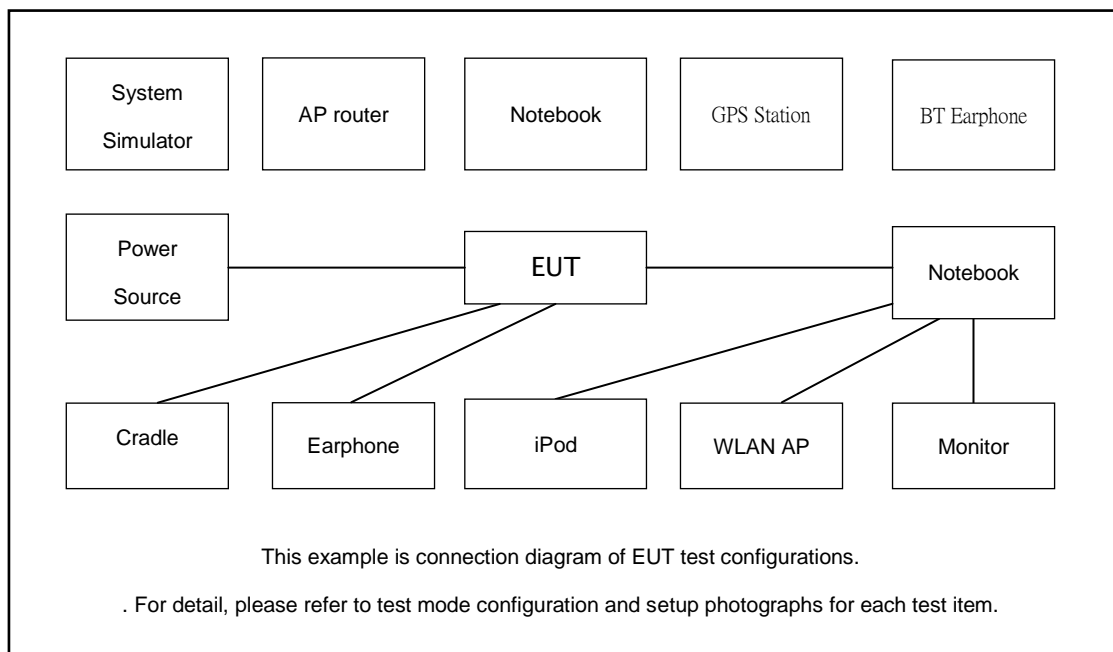 System
Simulator
AP router
Notebook
GPS Station
BT Earphone
Power
Source
EUT
Notebook
Cradle
Earphone
iPod
WLAN AP
Monitor
This example is connection diagram of EUT test configurations.
. For detail, please refer to test mode configuration and setup photographs for each test item.